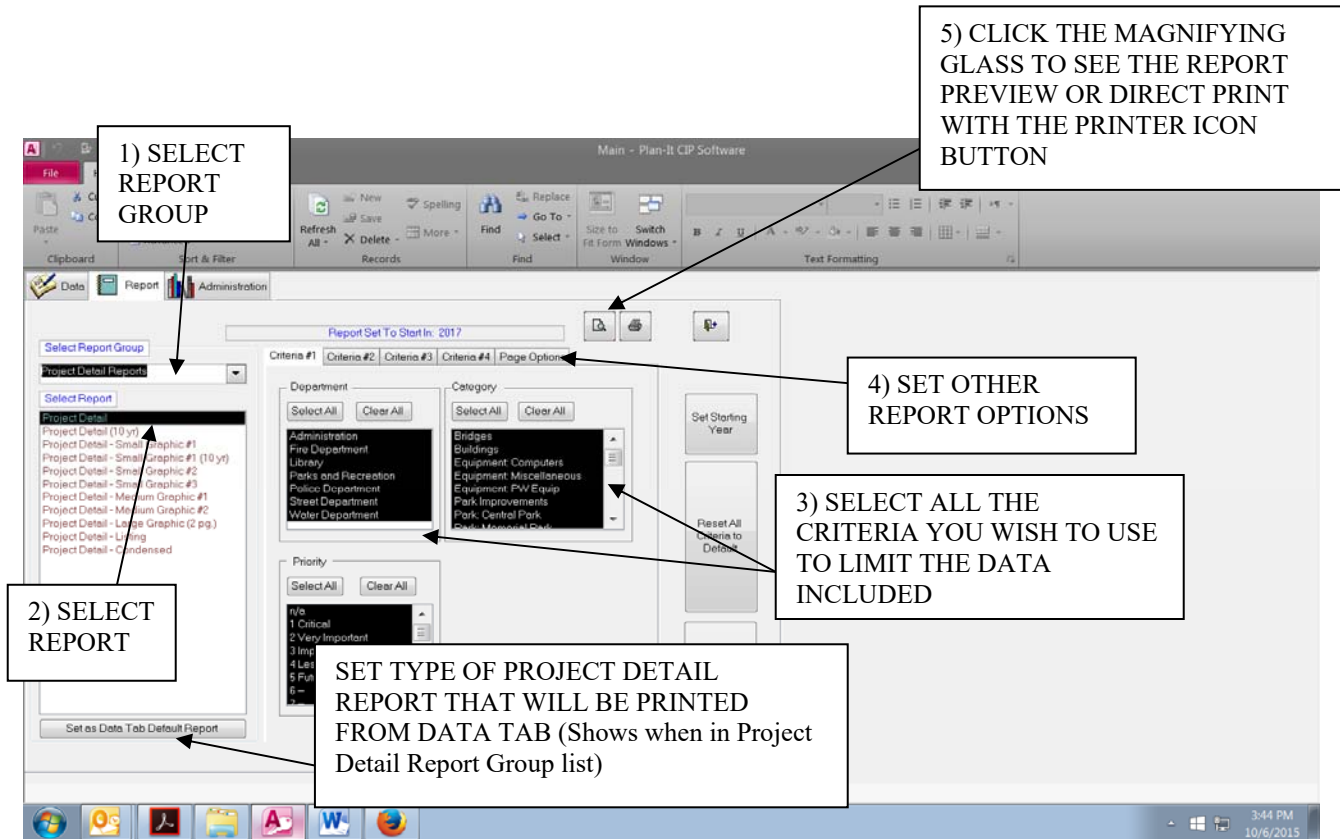 5) CLICK THE MAGNIFYING
GLASS TO SEE THE REPORT
PREVIEW OR DIRECT PRINT
WITH THE PRINTER ICON
BUTTON
1) SELECT
REPORT
GROUP
Main - Plan-It CIP Software
File
Paste
Clipboard
Sort & Filter
Refresh
All
New
Save
Delete
Spelling
More
Records
Find
Replace
Go To
Select
Find
Size to
Fit Form
Switch
Windows
Window
B I U A
Text Formatting
Data
Report
Administration
Report Set To Start In: 2017
Select Report Group
Project Detail Reports
Select Report
Project Detail
Project Detail (10 yr)
Project Detail - Small Graphic #1
Project Detail - Small Graphic #1 (10 yr)
Project Detail - Small Graphic #2
Project Detail - Small Graphic #3
Project Detail - Medium Graphic #1
Project Detail - Medium Graphic #2
Project Detail - Large Graphic (2 pg.)
Project Detail - Listing
Project Detail - Condensed
2) SELECT
REPORT
Set as Data Tab Default Report
Criteria #1
Criteria #2
Criteria #3
Criteria #4
Page Options
Department
Select All
Clear All
Administration
Fire Department
Library
Parks and Recreation
Police Department
Street Department
Water Department
Category
Select All
Clear All
Bridges
Buildings
Equipment: Computers
Equipment: Miscellaneous
Equipment: PW Equip
Park Improvements
Park: Central Park
Park: Memorial Park
Priority
Select All
Clear All
n/a
1 Critical
2 Very Important
3 Imp
4 Les
5 Fut
6 -
Set Starting
Year
Reset All
Criteria to
Default
4) SET OTHER
REPORT OPTIONS
3) SELECT ALL THE
CRITERIA YOU WISH TO USE
TO LIMIT THE DATA
INCLUDED
SET TYPE OF PROJECT DETAIL
REPORT THAT WILL BE PRINTED
FROM DATA TAB (Shows when in Project
Detail Report Group list)
3:44 PM
10/6/2015